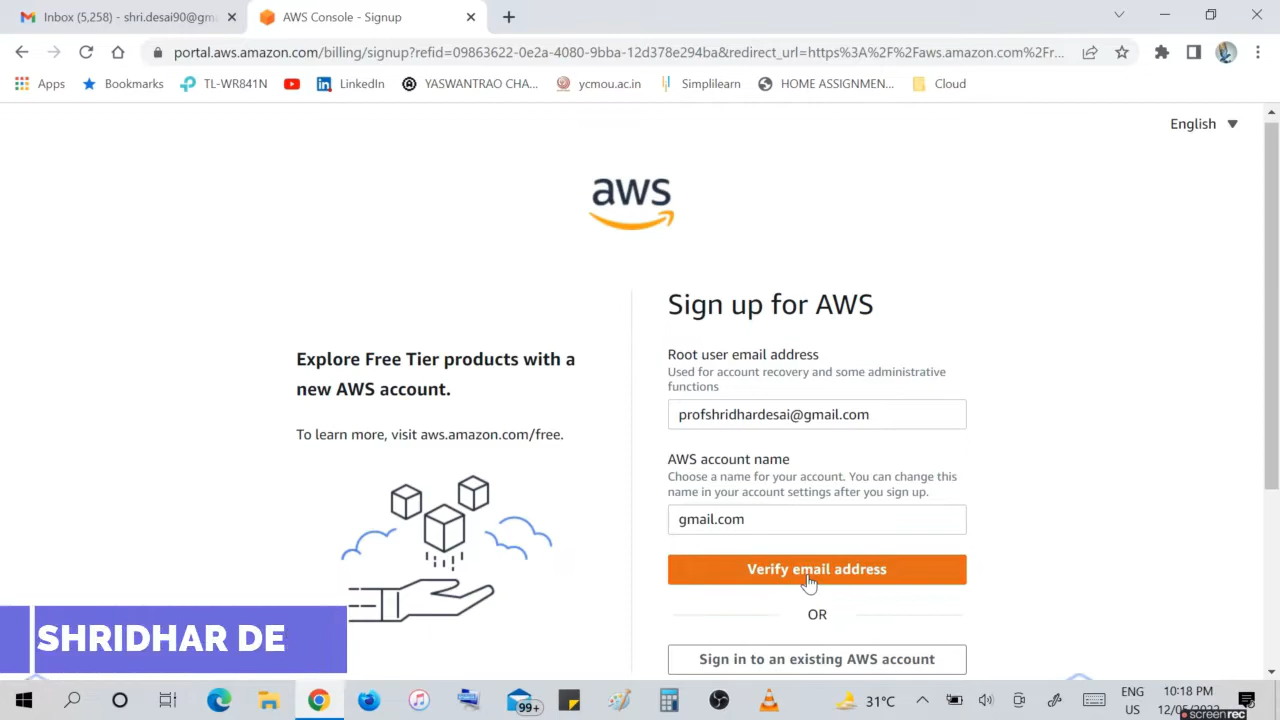 Inbox (5,258) - shri.desai90@gma
AWS Console - Signup
portal.aws.amazon.com/billing/signup?refid=09863622-0e2a-4080-9bba-12d378e294ba&redirect_url=https%3A%2F%2Faws.amazon.com%2Fr...
Apps
Bookmarks
TL-WR841N
LinkedIn
YASWANTRAO CHA...
ycmou.ac.in
Simplilearn
HOME ASSIGNMEN...
Cloud
English
aws
Sign up for AWS
Explore Free Tier products with a
new AWS account.
To learn more, visit aws.amazon.com/free.
Root user email address
Used for account recovery and some administrative
functions
profshridhardesai@gmail.com
AWS account name
Choose a name for your account. You can change this
name in your account settings after you sign up.
gmail.com
Verify email address
OR
Sign in to an existing AWS account
SHRIDHAR DE
99+
31°C
ENG
US
10:18 PM
screenrec